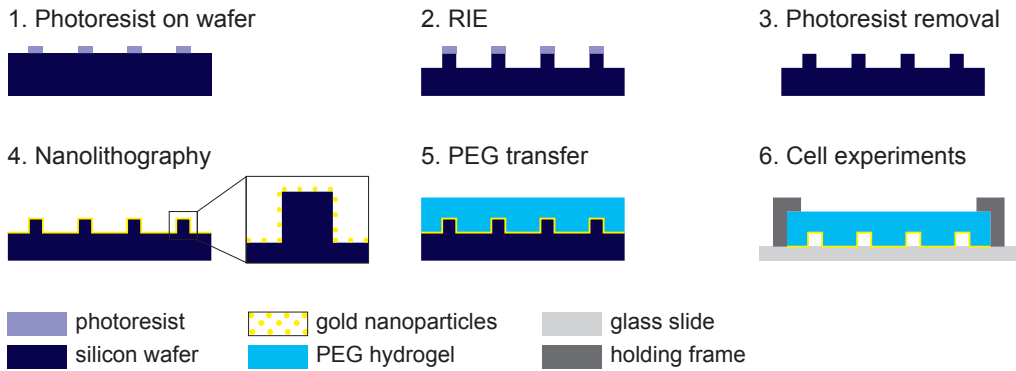 1. Photoresist on wafer
2. RIE
3. Photoresist removal
4. Nanolithography
5. PEG transfer
6. Cell experiments
photoresist
gold nanoparticles
glass slide
silicon wafer
PEG hydrogel
holding frame